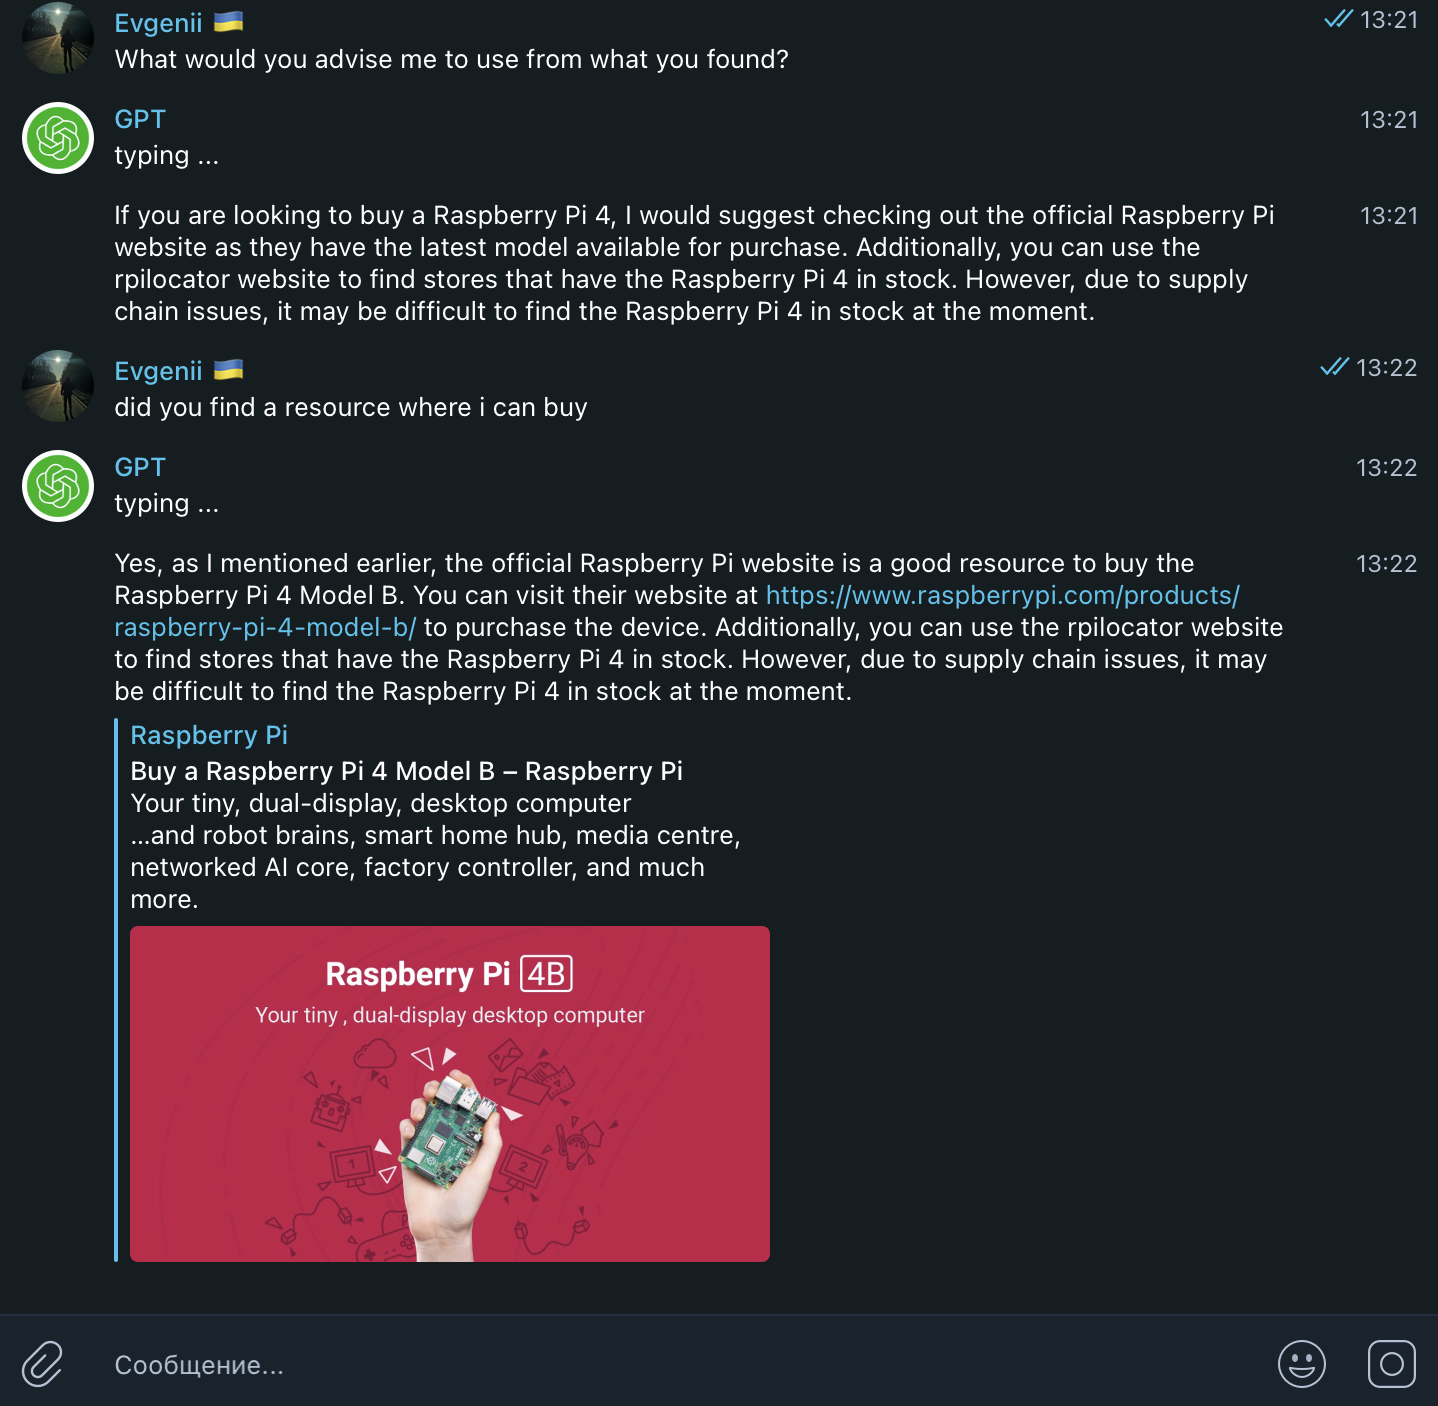 Evgenii 🇺🇦 13:21
What would you advise me to use from what you found?
GPT 13:21
typing ...
If you are looking to buy a Raspberry Pi 4, I would suggest checking out the official Raspberry Pi 13:21
website as they have the latest model available for purchase. Additionally, you can use the
rpilocator website to find stores that have the Raspberry Pi 4 in stock. However, due to supply
chain issues, it may be difficult to find the Raspberry Pi 4 in stock at the moment.
Evgenii 🇺🇦 13:22
did you find a resource where i can buy
GPT 13:22
typing ...
Yes, as I mentioned earlier, the official Raspberry Pi website is a good resource to buy the 13:22
Raspberry Pi 4 Model B. You can visit their website at https://www.raspberrypi.com/products/
raspberry-pi-4-model-b/ to purchase the device. Additionally, you can use the rpilocator website
to find stores that have the Raspberry Pi 4 in stock. However, due to supply chain issues, it may
be difficult to find the Raspberry Pi 4 in stock at the moment.
Raspberry Pi
Buy a Raspberry Pi 4 Model B – Raspberry Pi
Your tiny, dual-display, desktop computer
...and robot brains, smart home hub, media centre,
networked AI core, factory controller, and much
more.
Raspberry Pi 4B
Your tiny , dual-display desktop computer
1
2
Сообщение...